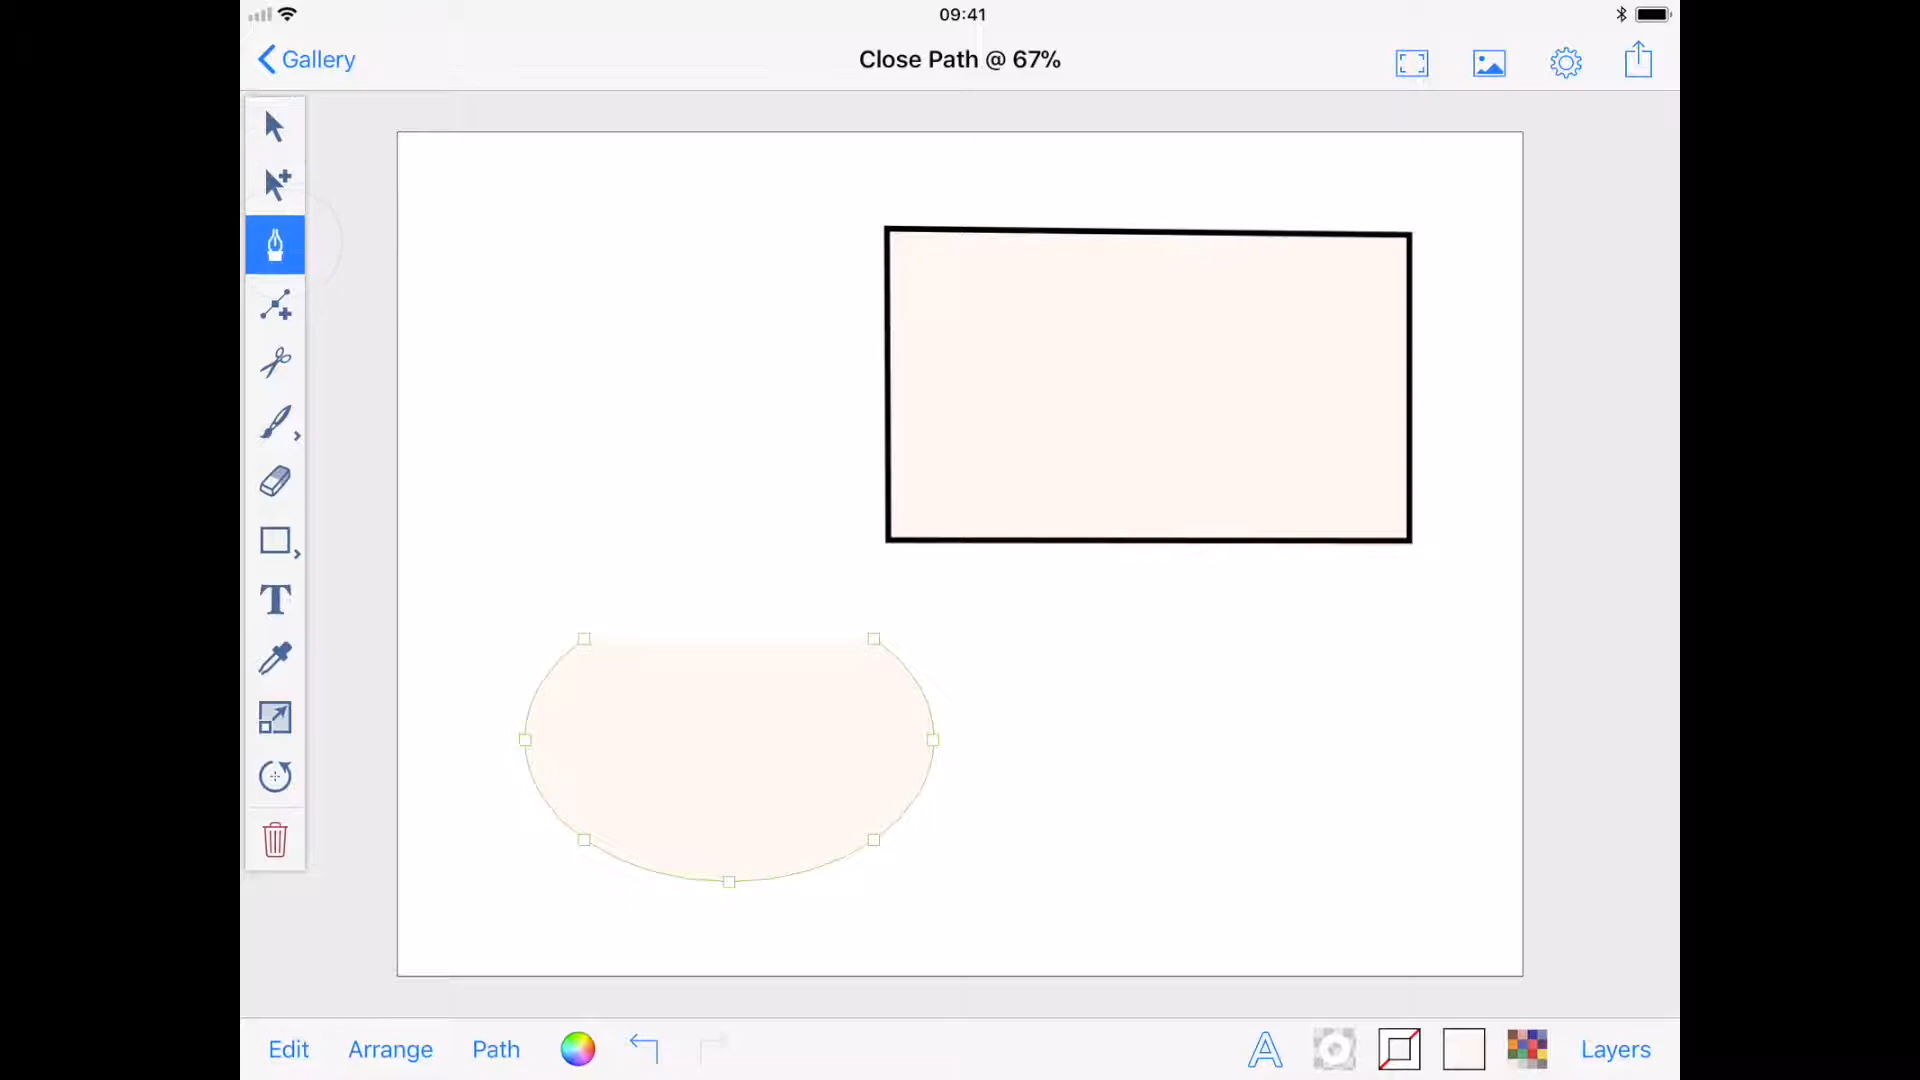 09:41
Gallery
Close Path @ 67%
T
Edit
Arrange
Path
A
Layers